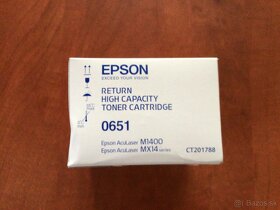 EPSON
EXCEED YOUR VISION
RETURN
HIGH CAPACITY
TONER CARTRIDGE
0651
Epson AcuLaser M1400
Epson AcuLaser MX14 series
CT201788
Bazos.sk